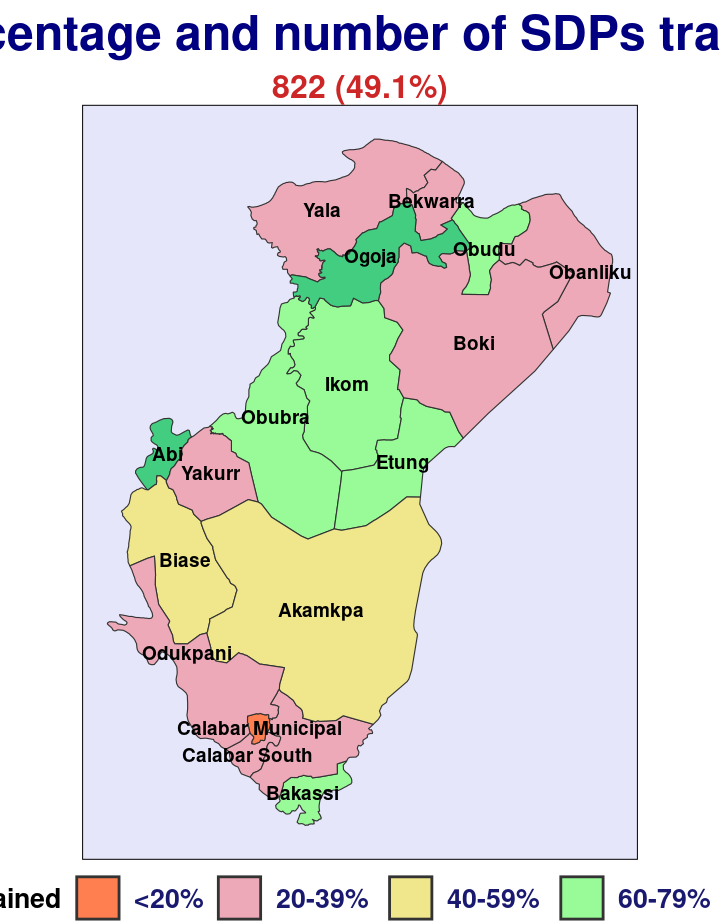 centage and number of SDPs tra
822 (49.1%)
Bekwarra
Yala
Obudu
Ogoja
Obanliku
Boki
Ikom
Obubra
Abi
Etung
Yakurr
Biase
Akamkpa
Odukpani
Calabar Municipal
Calabar South
Bakassi
ained <20% 20-39% 40-59% 60-79%